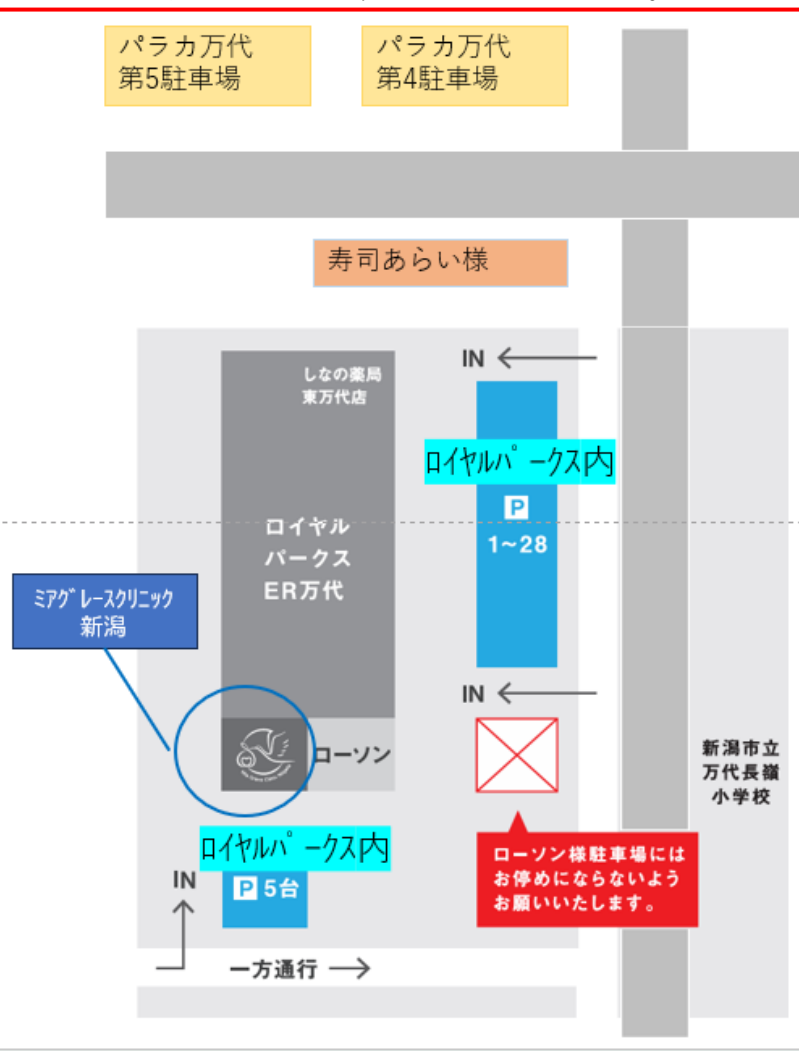 パラカ万代
第5駐車場
パラカ万代
第4駐車場
寿司あらい様
IN
しなの薬局
東万代店
ロイヤルパークス内
P
1~28
ロイヤル
パークス
ER万代
ミアグレースクリニック
新潟
IN
ローソン
新潟市立
万代長嶺
小学校
ロイヤルパークス内
P 5台
IN
ローソン様駐車場には
お停めにならないよう
お願いいたします。
一方通行